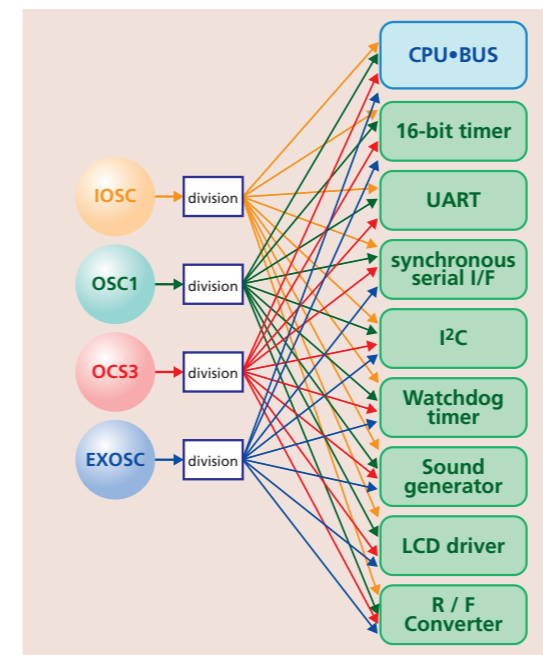 CPU•BUS
16-bit timer
UART
synchronous
serial I/F
I²C
Watchdog
timer
Sound
generator
LCD driver
R / F
Converter
IOSC
division
OSC1
division
OCS3
division
EXOSC
division